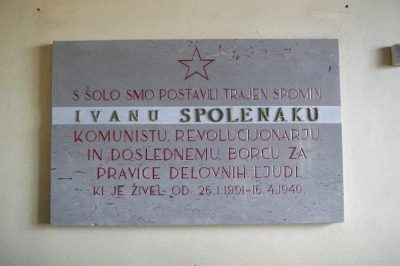 S ŠOLO SMO POSTAVILI TRAJEN SPOMIN
IVANU SPOLENAKU
KOMUNISTU, REVOLUCIJONARJU
IN DOSLEDNEMU BORCU ZA
PRAVICE DELOVNIH LJUDI,
KI JE ŽIVEL OD 26.1.1901-16.4.1940.